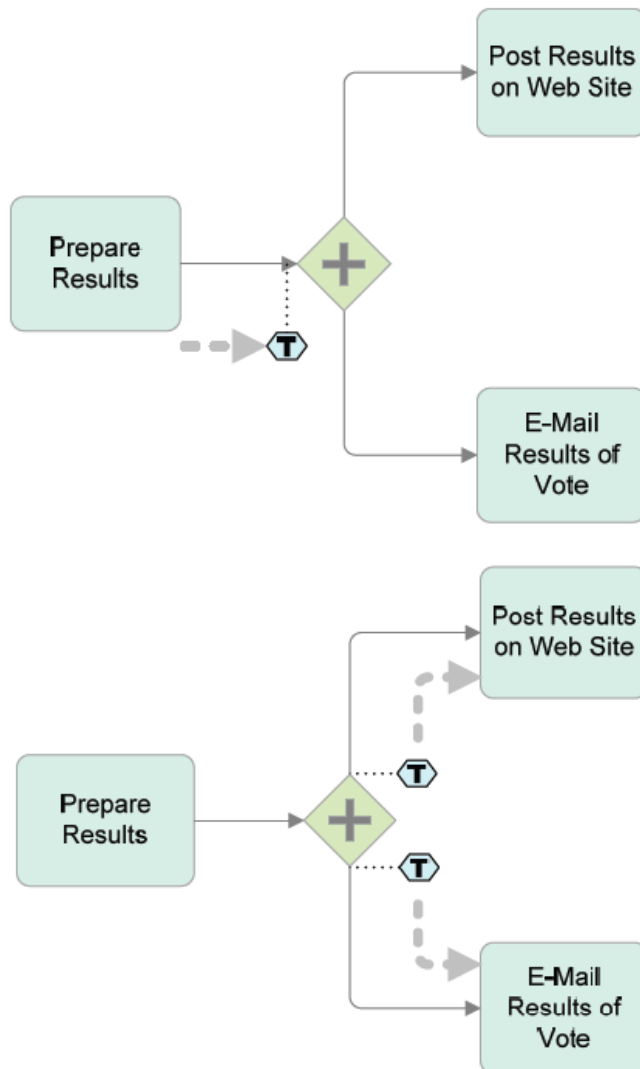 Post Results
on Web Site
Prepare
Results
T
E-Mail
Results of
Vote
Post Results
on Web Site
T
Prepare
Results
T
E-Mail
Results of
Vote